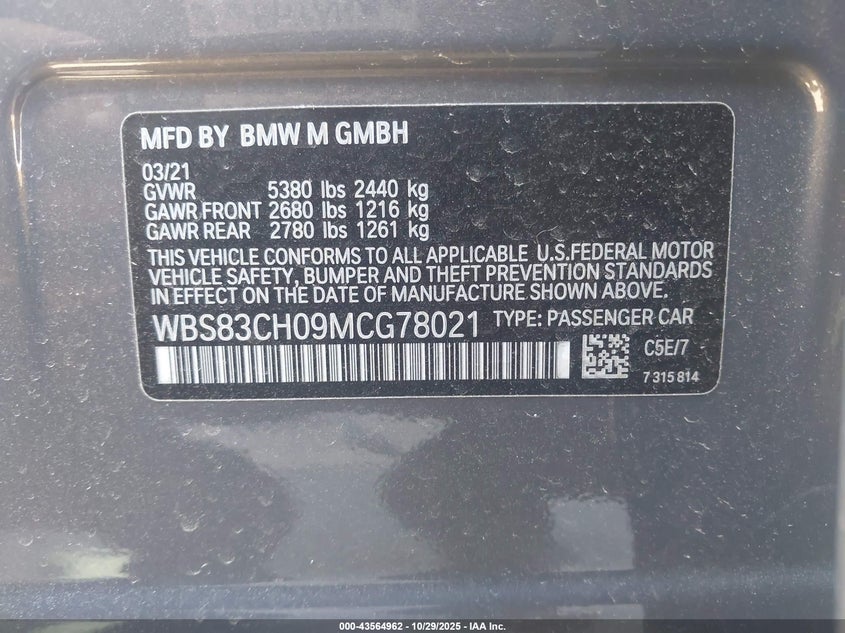 MFD BY BMW M GMBH
03/21
GVWR 5380 lbs 2440 kg
GAWR FRONT 2680 lbs 1216 kg
GAWR REAR 2780 lbs 1261 kg
THIS VEHICLE CONFORMS TO ALL APPLICABLE U.S.FEDERAL MOTOR
VEHICLE SAFETY, BUMPER AND THEFT PREVENTION STANDARDS
IN EFFECT ON THE DATE OF MANUFACTURE SHOWN ABOVE.
WBS83CH09MCG78021 TYPE: PASSENGER CAR
C5E/7 -
7 315 814
000-43564962 - 10/29/2025 - IAA Inc.